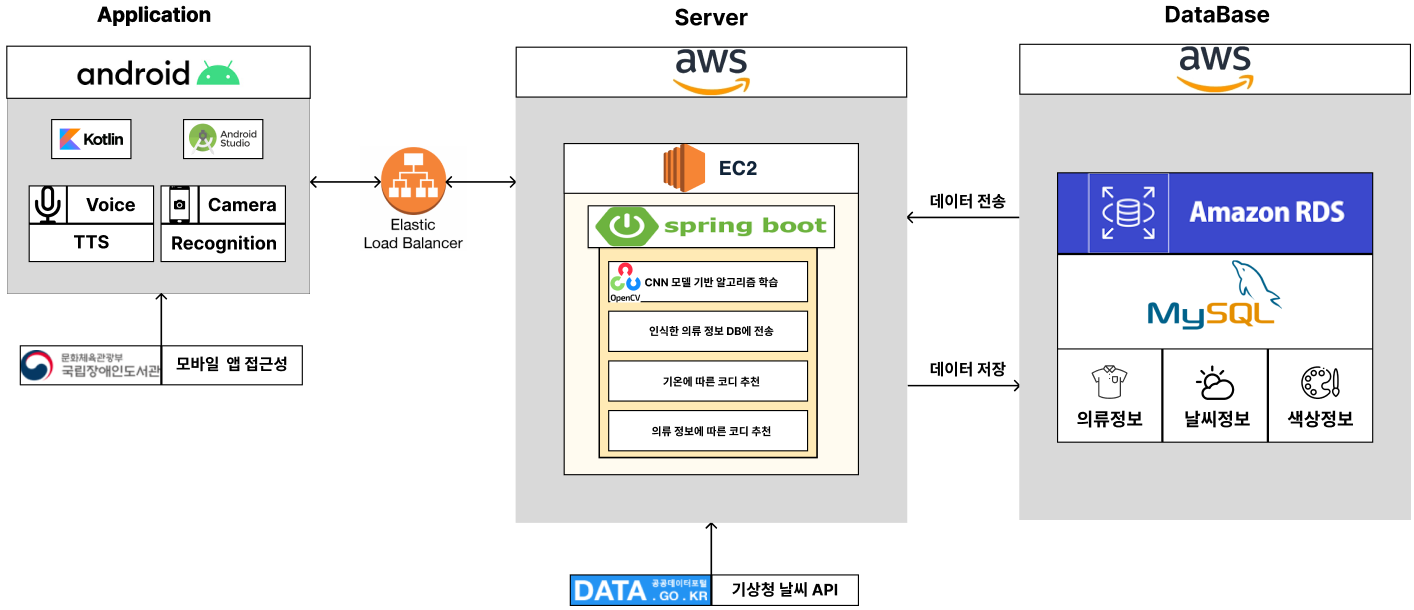 Application
android
Kotlin
Android
Studio
Voice
TTS
Camera
Recognition
문화체육관광부
국립장애인도서관
모바일 앱 접근성
Elastic
Load Balancer
Server
aws
EC2
spring boot
OpenCV
CNN 모델 기반 알고리즘 학습
인식한 의류 정보 DB에 전송
기온에 따른 코디 추천
의류 정보에 따른 코디 추천
DATA
공공데이터포털
.GO.KR
기상청 날씨 API
데이터 전송
데이터 저장
DataBase
aws
Amazon RDS
MySQL
의류정보
날씨정보
색상정보